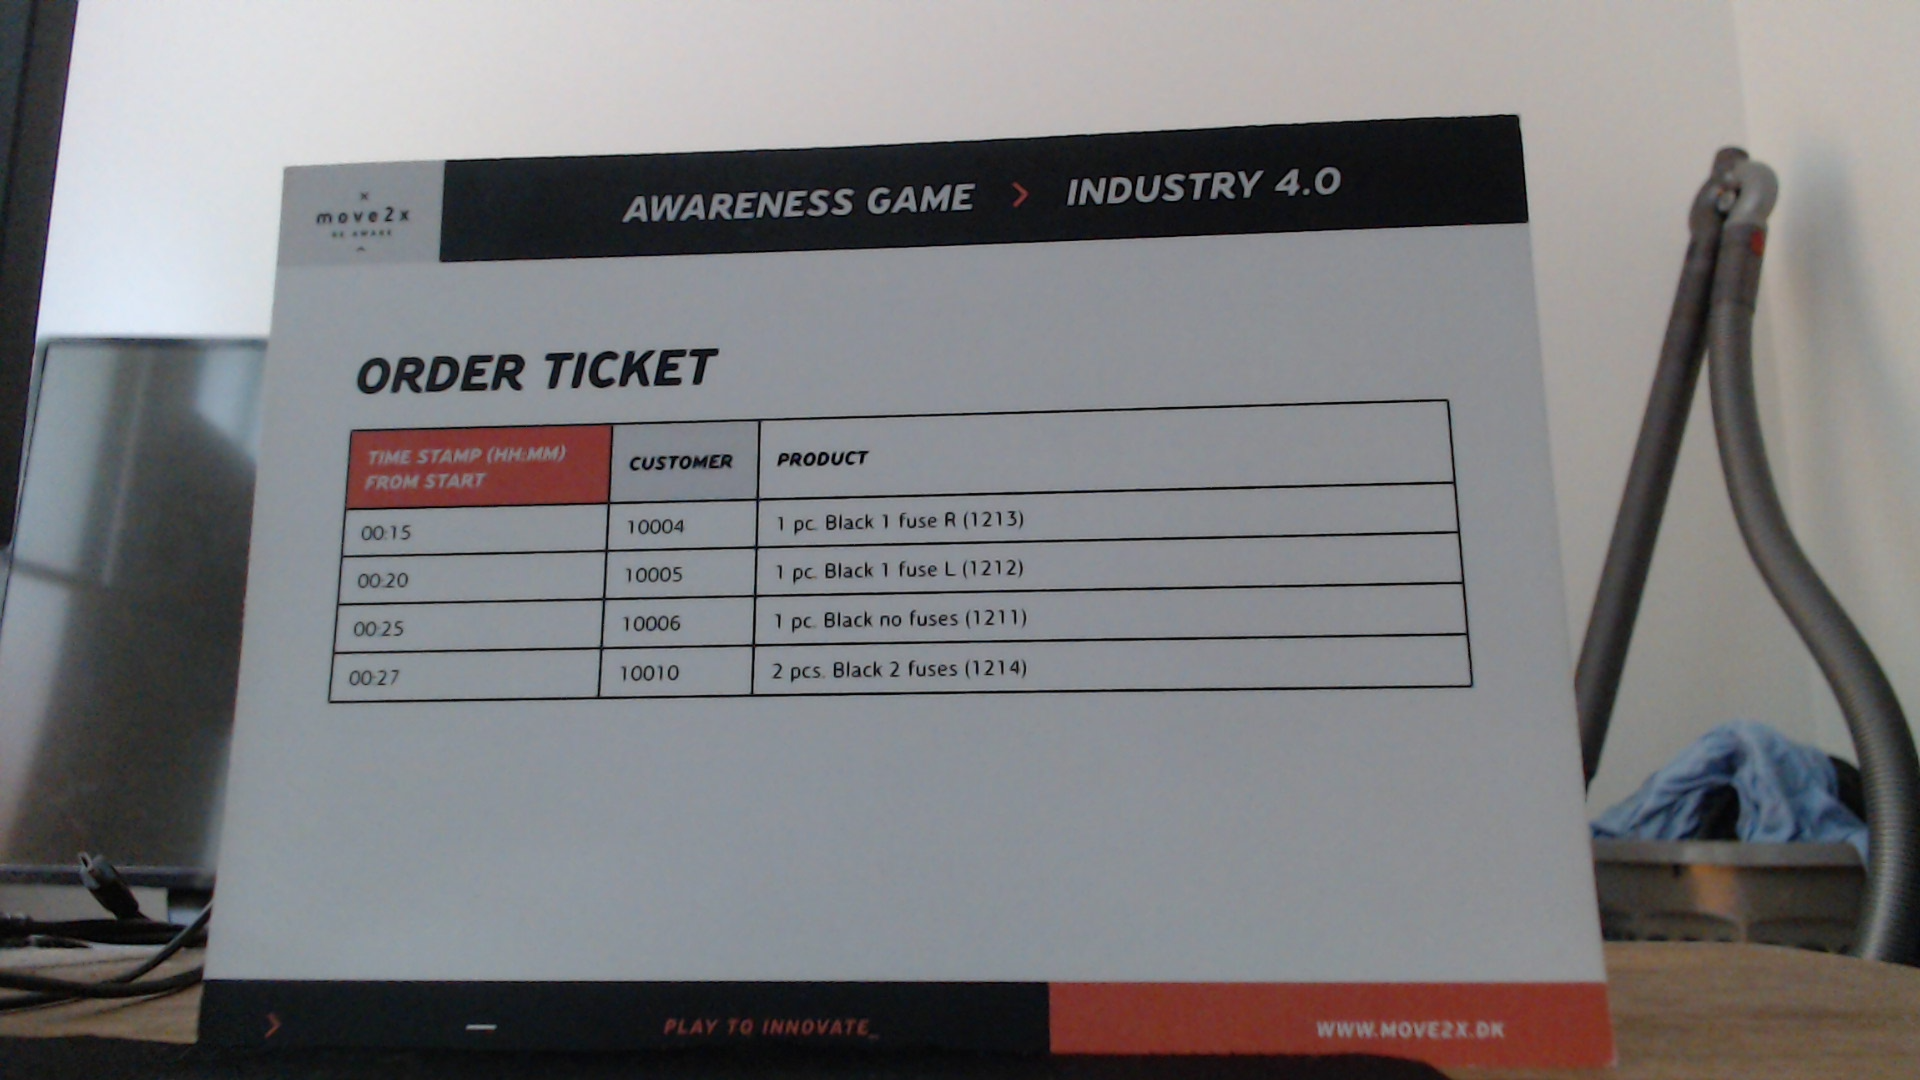 move2x
BE AWARE
AWARENESS GAME > INDUSTRY 4.0
ORDER TICKET
TIME STAMP (HH:MM) FROM START CUSTOMER PRODUCT
00:15 10004 1 pc. Black 1 fuse R (1213)
00:20 10005 1 pc. Black 1 fuse L (1212)
00:25 10006 1 pc. Black no fuses (1211)
00:27 10010 2 pcs. Black 2 fuses (1214)
PLAY TO INNOVATE_
WWW.MOVE2X.DK